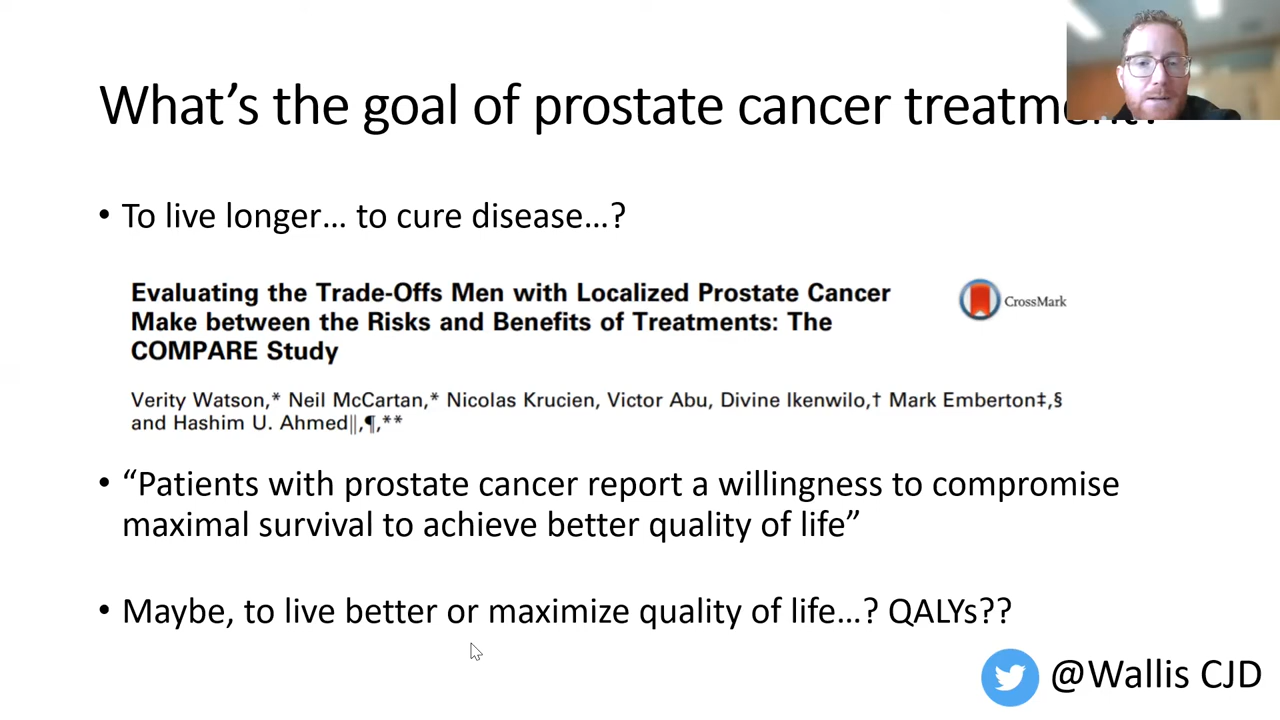 What's the goal of prostate cancer treatment?
• To live longer... to cure disease...?
Evaluating the Trade-Offs Men with Localized Prostate Cancer
Make between the Risks and Benefits of Treatments: The
COMPARE Study
CrossMark
Verity Watson,* Neil McCartan,* Nicolas Krucien, Victor Abu, Divine Ikenwilo,† Mark Emberton‡,§
and Hashim U. Ahmed||,¶,**
• “Patients with prostate cancer report a willingness to compromise
maximal survival to achieve better quality of life”
• Maybe, to live better or maximize quality of life…? QALYs??
@Wallis CJD